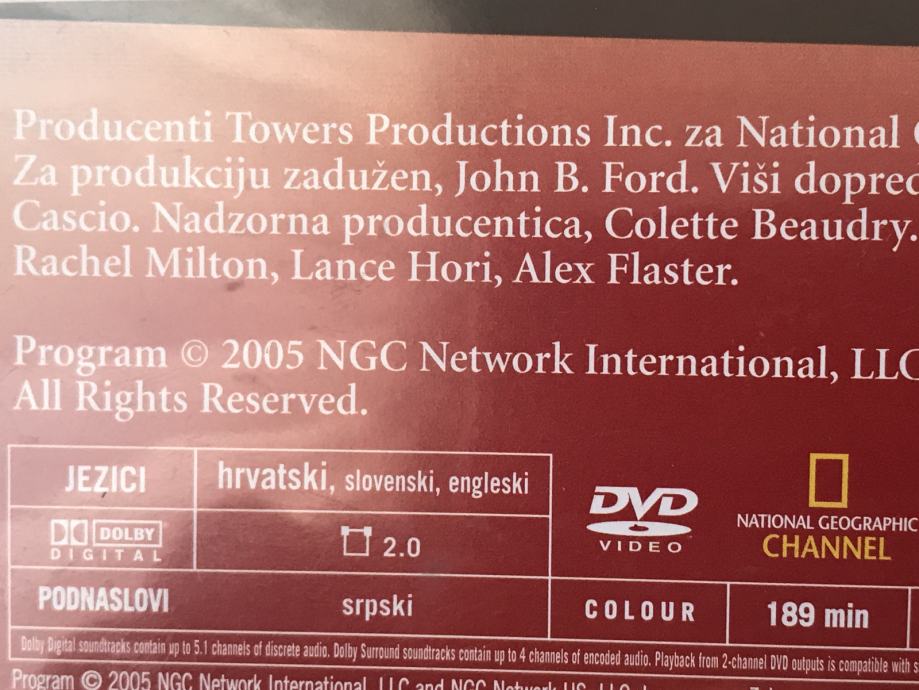 Producenti Towers Productions Inc. za National
Za produkciju zadužen, John B. Ford. Viši
Cascio. Nadzorna producentica, Colette Beaudry.
Rachel Milton, Lance Hori, Alex Flaster.
Program © 2005 NGC Network International, LLC
All Rights Reserved.
JEZICI
hrvatski, slovenski, engleski
DVD
VIDEO
NATIONAL GEOGRAPHIC
CHANNEL
DOLBY
DIGITAL
2.0
PODNASLOVI
srpski
COLOUR
189 min
Dolby Digital soundtracks contain up to 5.1 channels of discrete audio. Dolby Surround soundtracks contain up to 4 channels of encoded audio. Playback from 2-channel DVD outputs is compatible with
Program © 2005 NGC Network International, LLC and NGC Network US, LLC